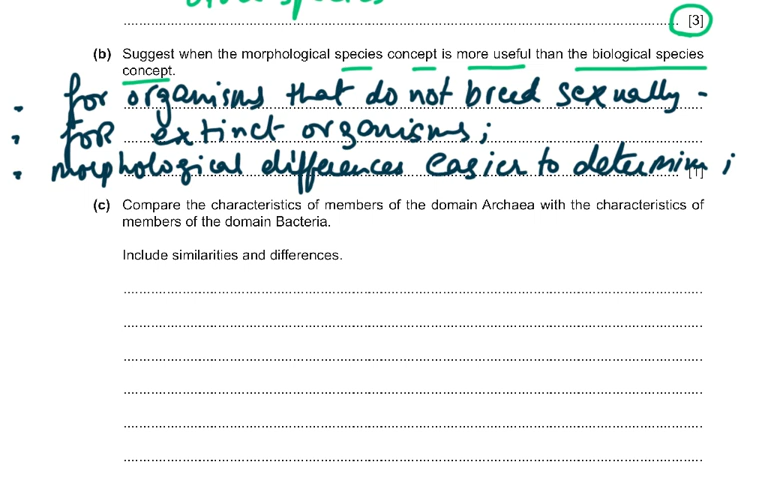 [3]
(b) Suggest when the morphological species concept is more useful than the biological species
concept.
. for organisms that do not breed sexually -
. for extinct organisms;
. morphological differences easier to determin ;
[1]
(c) Compare the characteristics of members of the domain Archaea with the characteristics of
members of the domain Bacteria.
Include similarities and differences.